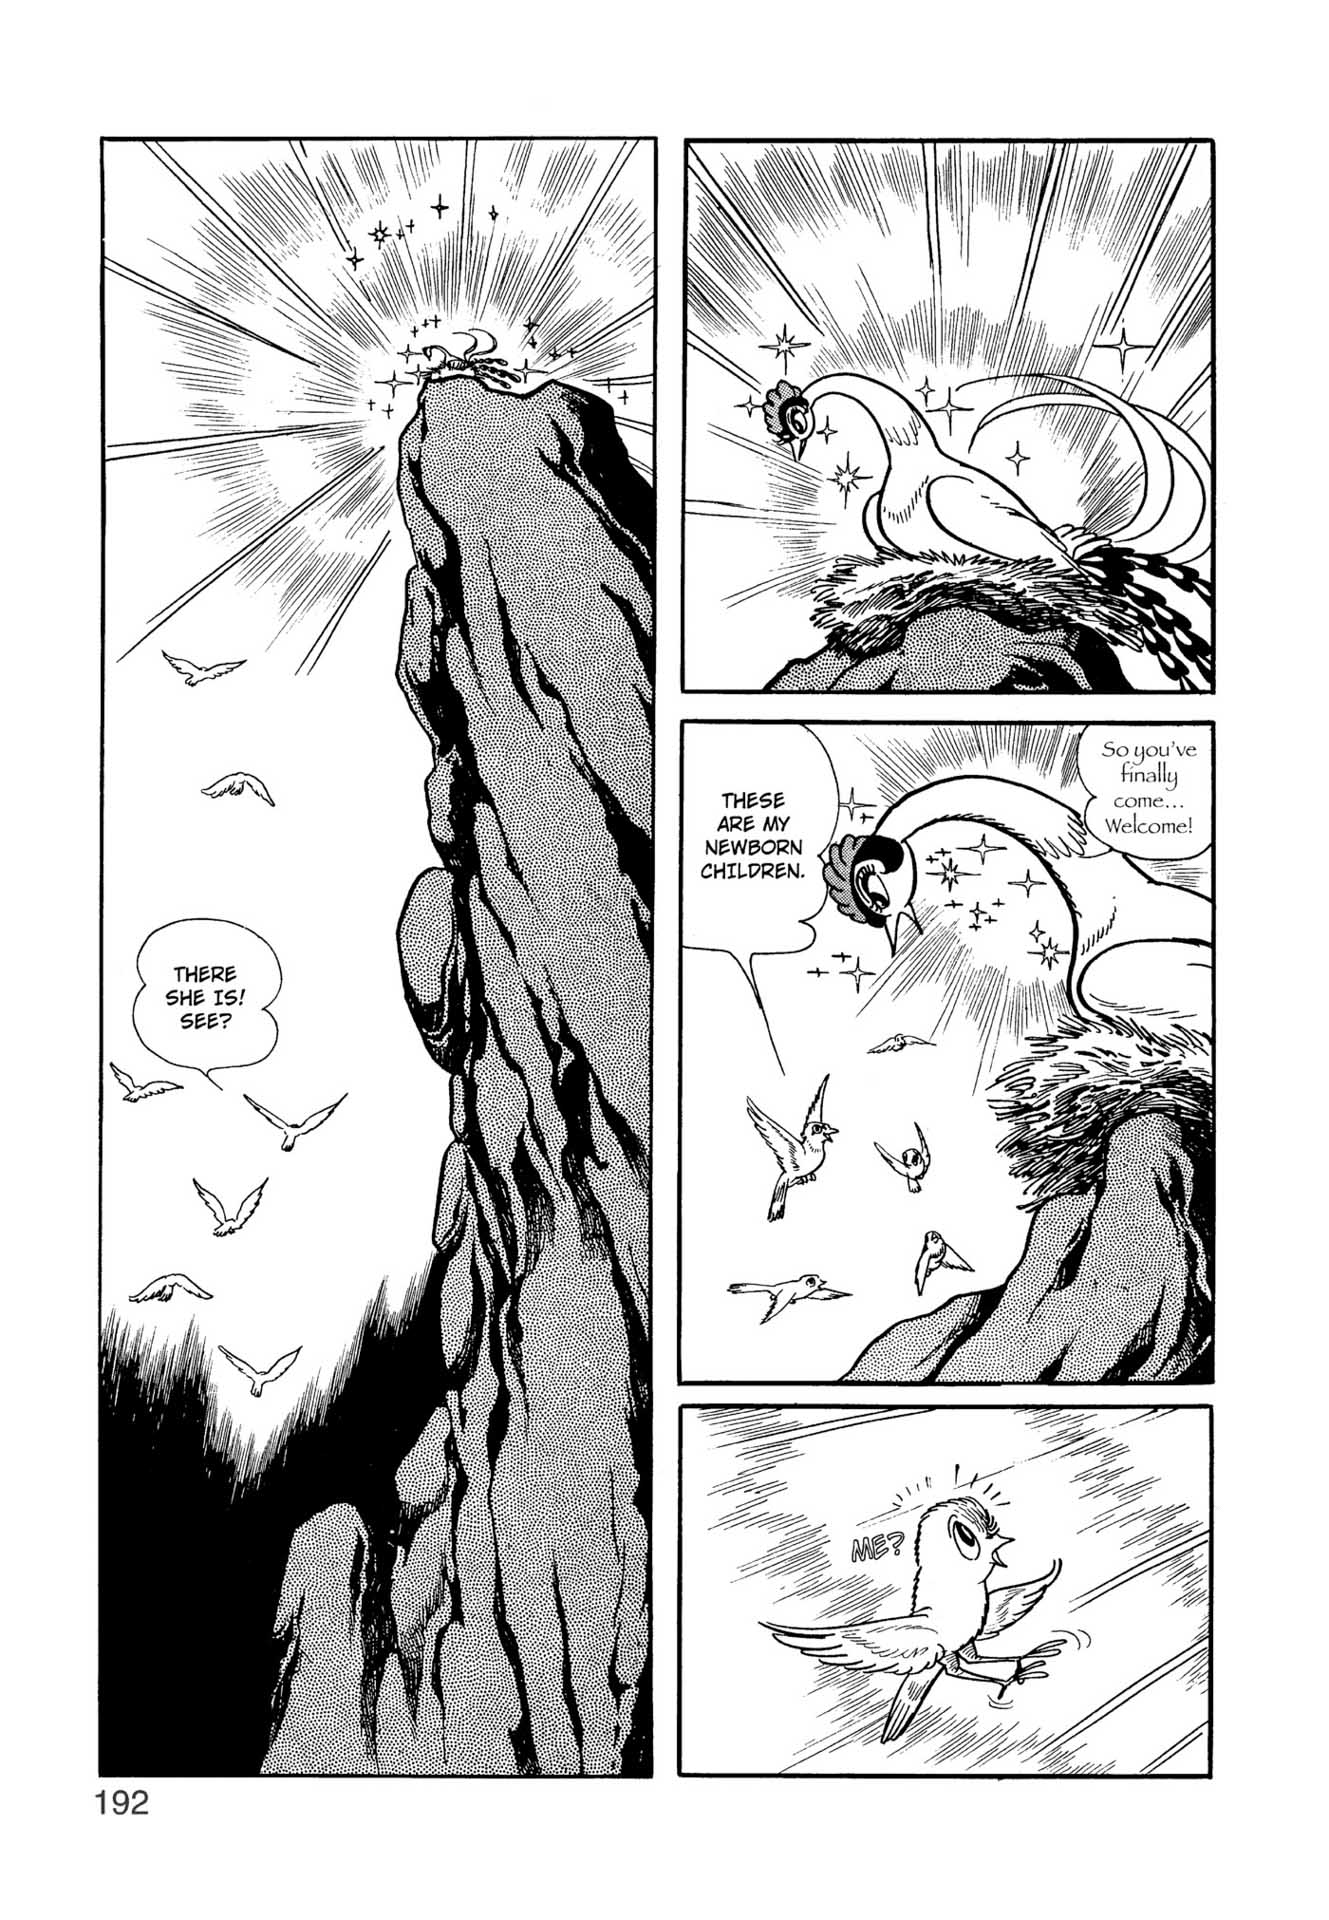 THERE
SHE IS!
SEE?
THESE
ARE MY
NEWBORN
CHILDREN.
So you've
finally
come...
Welcome!
ME?
192